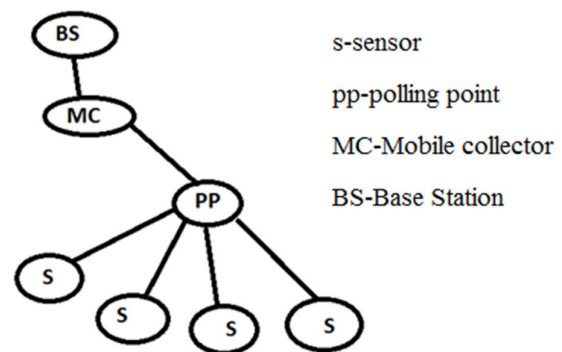 BS
s-sensor
pp-polling point
MC
MC-Mobile collector
BS-Base Station
PP
S
S
S
S